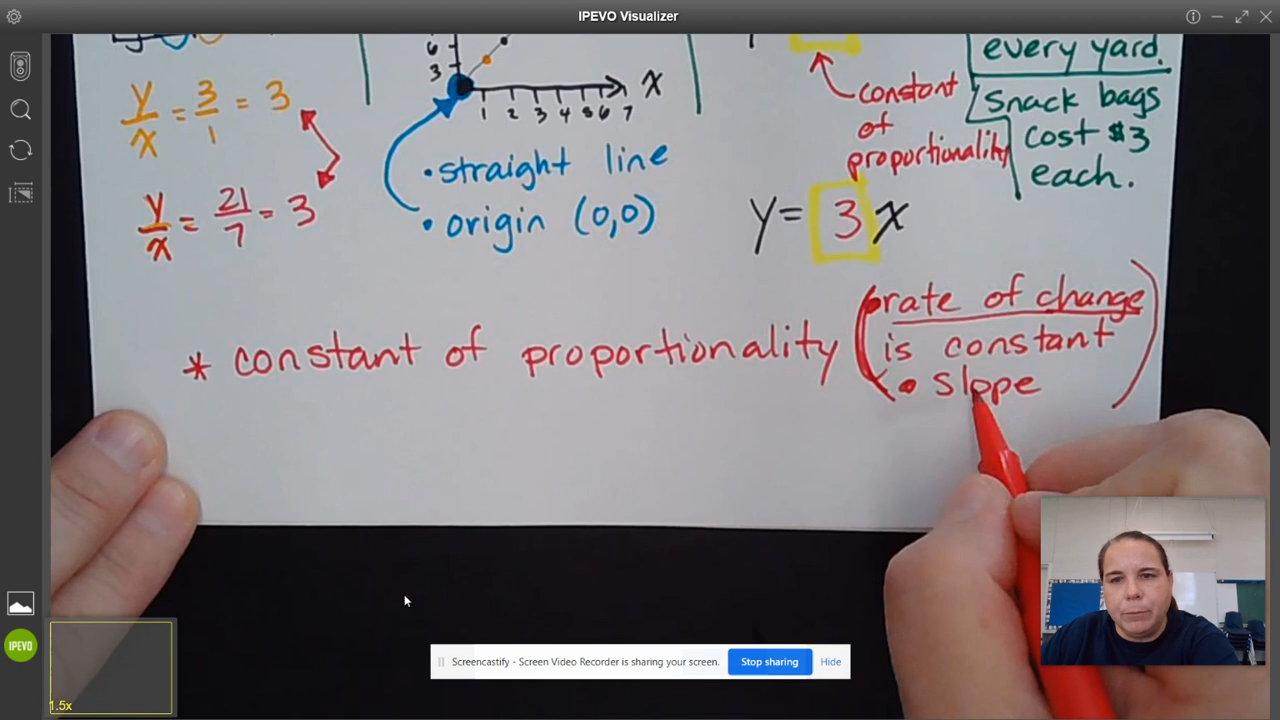 IPEVO Visualizer
every yard.
6
3
x
1 2 3 4 5 6 7
constant
of
proportionality
Snack bags
cost $3
each.
y/x = 3/1 = 3
y/x = 21/7 = 3
• straight line
• origin (0,0)
y = 3x
* constant of proportionality
(rate of change
is constant
• slope)
IPEVO
1.5x
Screencastify - Screen Video Recorder is sharing your screen.
Stop sharing
Hide